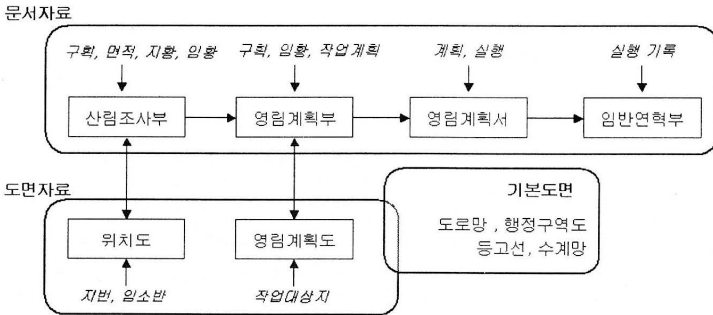 문서자료
구획, 면적, 지황, 임황
구획, 임황, 작업계획
계획, 실행
실행 기록
산림조사부
영림계획부
영림계획서
임반연혁부
도면자료
기본도면
도로망 , 행정구역도
등고선, 수계망
위치도
영림계획도
지번, 임소반
작업대상지